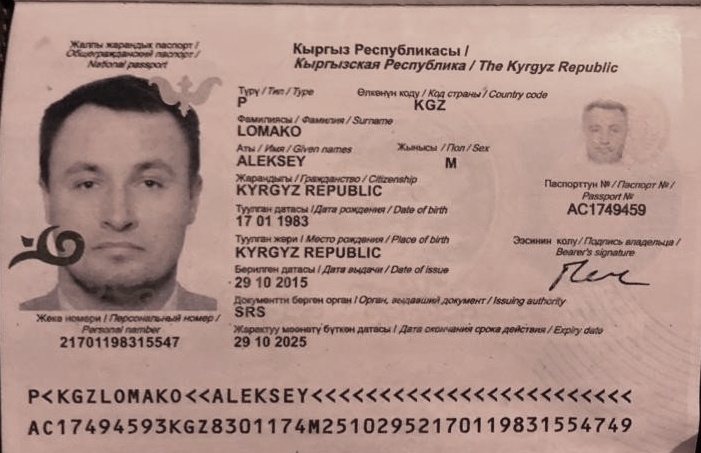 Жалпы жарандык паспорт /
Общегражданский паспорт /
National passport
Кыргыз Республикасы /
Кыргызская Республика / The Kyrgyz Republic
Түрү / Тип / Type
P
Өлкөнүн коду / Код страны / Country code
KGZ
Фамилиясы / Фамилия / Surname
LOMAKO
Аты / Имя / Given names
ALEKSEY
Жынысы / Пол / Sex
M
Жарандыгы / Гражданство / Citizenship
KYRGYZ REPUBLIC
Туулган датасы / Дата рождения / Date of birth
17 01 1983
Туулган жери / Место рождения / Place of birth
KYRGYZ REPUBLIC
Берилген датасы / Дата выдачи / Date of issue
29 10 2015
Документти берген орган / Орган, выдавший документ / Issuing authority
SRS
Жарактуу мөөнөтү бүткөн датасы / Дата окончания срока действия / Expiry date
29 10 2025
Паспорттун № / Паспорт № /
Passport №
AC1749459
Ээсинин колу / Подпись владельца /
Bearer's signature
Жеке номери / Персональный номер /
Personal number
21701198315547
P<KGZLOMAKO<<ALEKSEY<<<<<<<<<<<<<<<<<<<<<<<<
AC17494593KGZ8301174M251029521701198315​54749